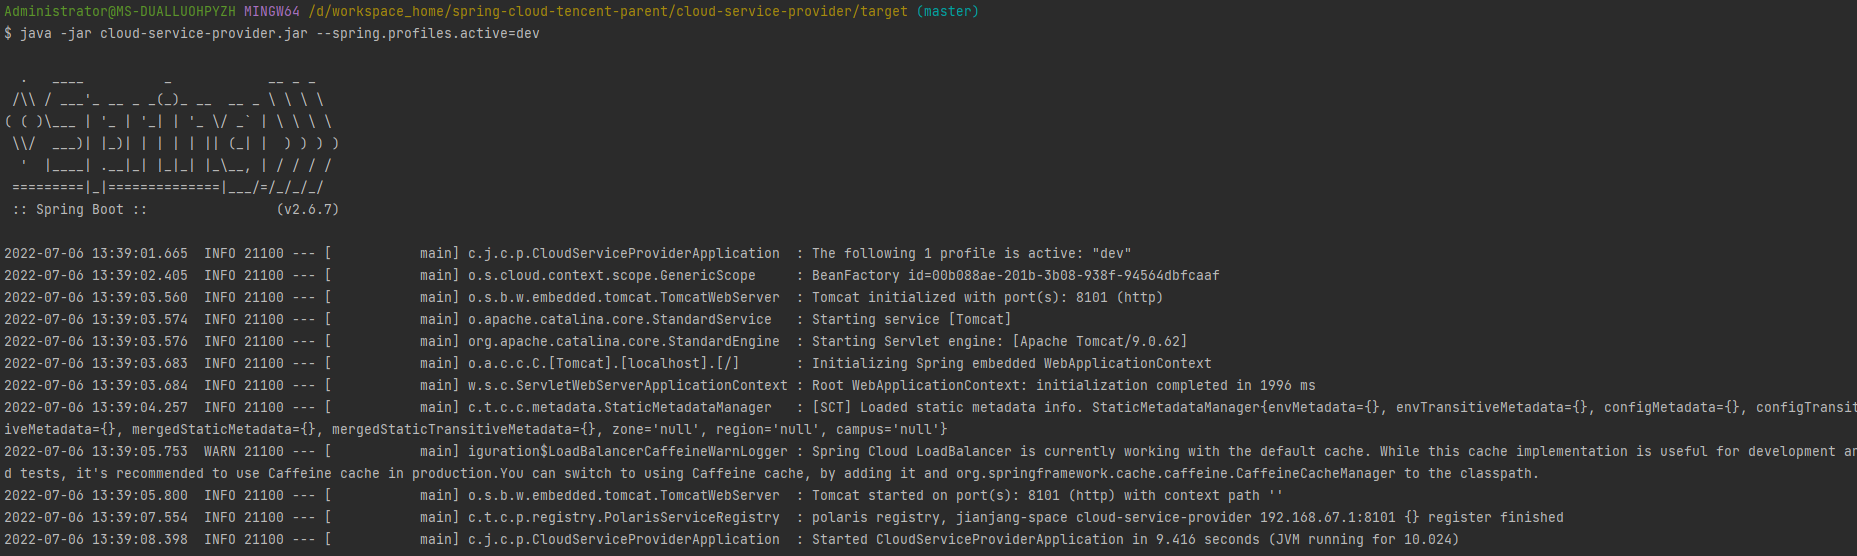 Administrator@MS-DUALLUOHPYZH MINGW64 /d/workspace_home/spring-cloud-tencent-parent/cloud-service-provider/target (master)
$ java -jar cloud-service-provider.jar --spring.profiles.active=dev

  .   ____          _            __ _ _
 /\\ / ___'_ __ _ _(_)_ __  __ _ \ \ \ \
( ( )\___ | '_ | '_| | '_ \/ _` | \ \ \ \
 \\/  ___)| |_)| | | | | || (_| |  ) ) ) )
  '  |____| .__|_| |_|_| |_\__, | / / / /
 =========|_|==============|___/=/_/_/_/
 :: Spring Boot ::                (v2.6.7)

2022-07-06 13:39:01.665  INFO 21100 --- [           main] c.j.c.p.CloudServiceProviderApplication  : The following 1 profile is active: "dev"
2022-07-06 13:39:02.405  INFO 21100 --- [           main] o.s.cloud.context.scope.GenericScope     : BeanFactory id=00b088ae-201b-3b08-938f-94564dbfcaaf
2022-07-06 13:39:03.560  INFO 21100 --- [           main] o.s.b.w.embedded.tomcat.TomcatWebServer  : Tomcat initialized with port(s): 8101 (http)
2022-07-06 13:39:03.574  INFO 21100 --- [           main] o.apache.catalina.core.StandardService   : Starting service [Tomcat]
2022-07-06 13:39:03.576  INFO 21100 --- [           main] org.apache.catalina.core.StandardEngine  : Starting Servlet engine: [Apache Tomcat/9.0.62]
2022-07-06 13:39:03.683  INFO 21100 --- [           main] o.a.c.c.C.[Tomcat].[localhost].[/]       : Initializing Spring embedded WebApplicationContext
2022-07-06 13:39:03.684  INFO 21100 --- [           main] w.s.c.ServletWebServerApplicationContext : Root WebApplicationContext: initialization completed in 1996 ms
2022-07-06 13:39:04.257  INFO 21100 --- [           main] c.t.c.c.metadata.StaticMetadataManager   : [SCT] Loaded static metadata info. StaticMetadataManager{envMetadata={}, envTransitiveMetadata={}, configMetadata={}, configTransit
iveMetadata={}, mergedStaticMetadata={}, mergedStaticTransitiveMetadata={}, zone='null', region='null', campus='null'}
2022-07-06 13:39:05.753  WARN 21100 --- [           main] iguration$LoadBalancerCaffeineWarnLogger : Spring Cloud LoadBalancer is currently working with the default cache. While this cache implementation is useful for development an
d tests, it's recommended to use Caffeine cache in production.You can switch to using Caffeine cache, by adding it and org.springframework.cache.caffeine.CaffeineCacheManager to the classpath.
2022-07-06 13:39:05.800  INFO 21100 --- [           main] o.s.b.w.embedded.tomcat.TomcatWebServer  : Tomcat started on port(s): 8101 (http) with context path ''
2022-07-06 13:39:07.554  INFO 21100 --- [           main] c.t.c.p.registry.PolarisServiceRegistry  : polaris registry, jianjang-space cloud-service-provider 192.168.67.1:8101 {} register finished
2022-07-06 13:39:08.398  INFO 21100 --- [           main] c.j.c.p.CloudServiceProviderApplication  : Started CloudServiceProviderApplication in 9.416 seconds (JVM running for 10.024)